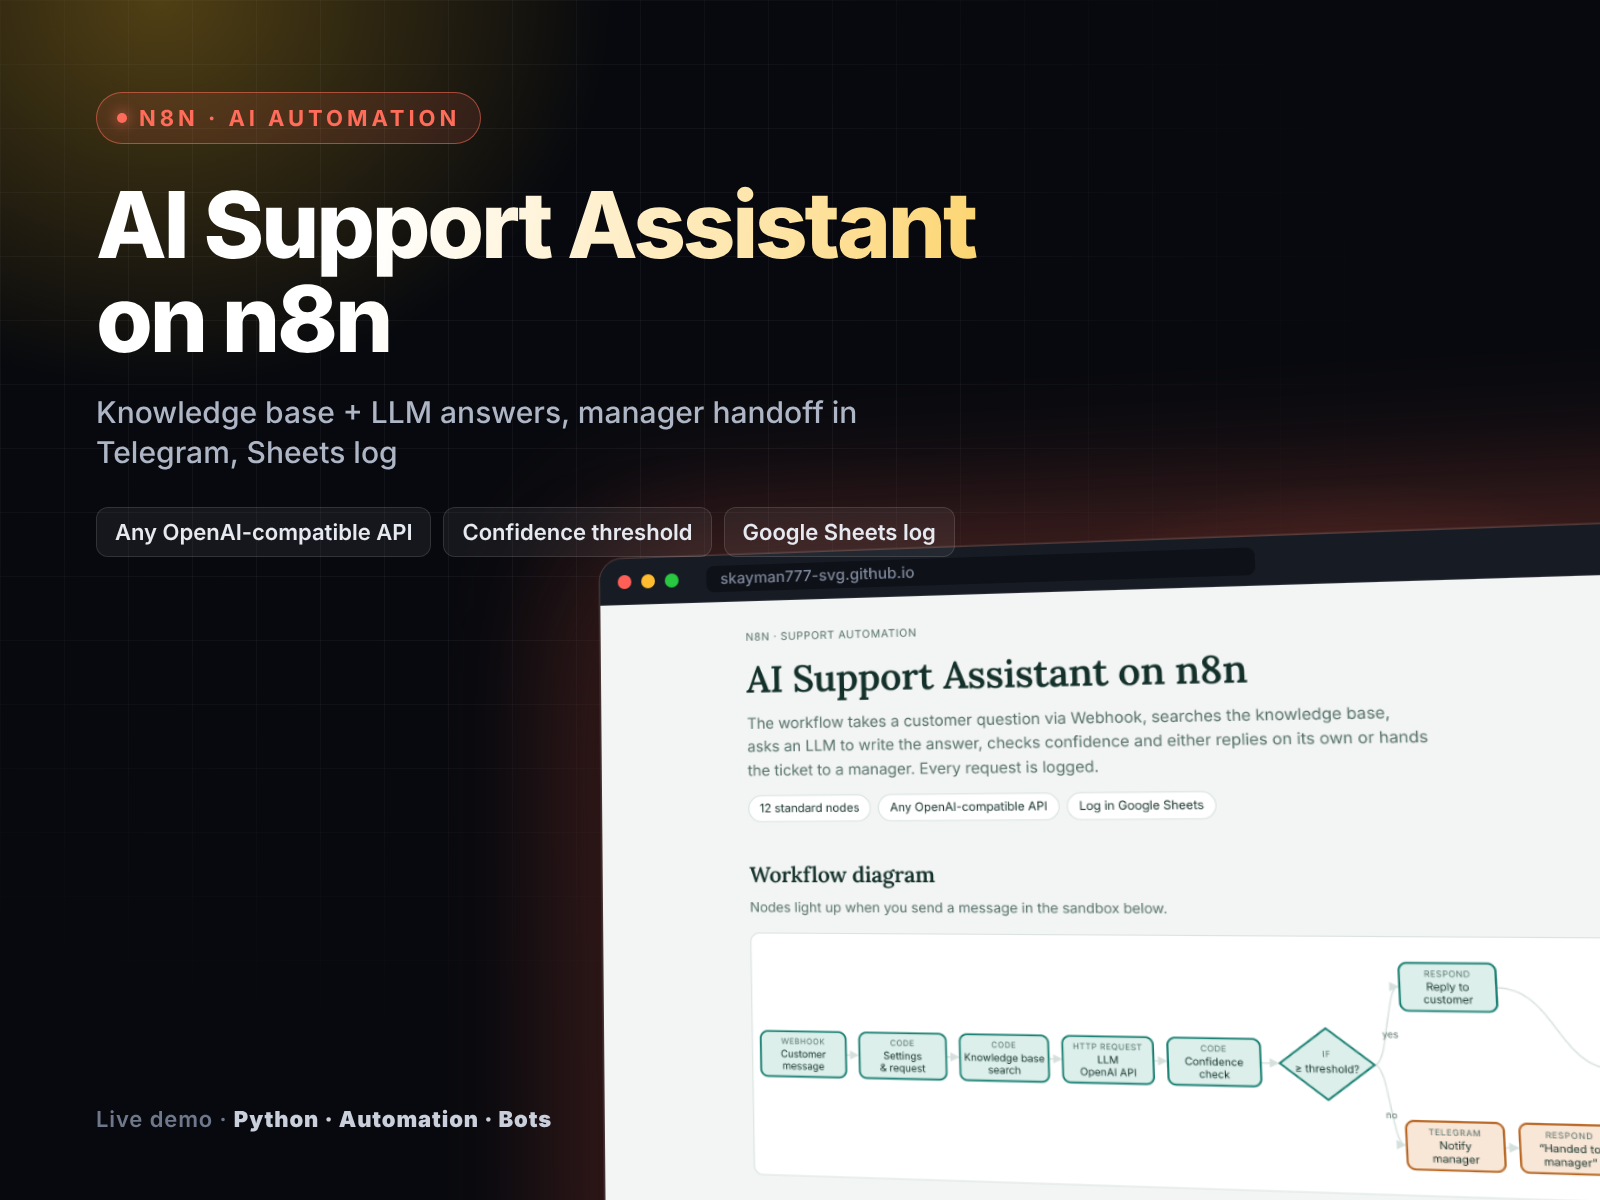 N8N · AI AUTOMATION
AI Support Assistant
on n8n
Knowledge base + LLM answers, manager handoff in
Telegram, Sheets log
Any OpenAI-compatible API
Confidence threshold
Google Sheets log
skayman777-svg.github.io
N8N · SUPPORT AUTOMATION
AI Support Assistant on n8n
The workflow takes a customer question via Webhook, searches the knowledge base,
asks an LLM to write the answer, checks confidence and either replies on its own or hands
the ticket to a manager. Every request is logged.
12 standard nodes
Any OpenAI-compatible API
Log in Google Sheets
Workflow diagram
Nodes light up when you send a message in the sandbox below.
WEBHOOK
Customer
message
CODE
Settings
& request
CODE
Knowledge base
search
HTTP REQUEST
LLM
OpenAI API
CODE
Confidence
check
IF
≥ threshold?
yes
RESPOND
Reply to
customer
no
TELEGRAM
Notify
manager
RESPOND
"Handed to
manager"
Live demo · Python · Automation · Bots